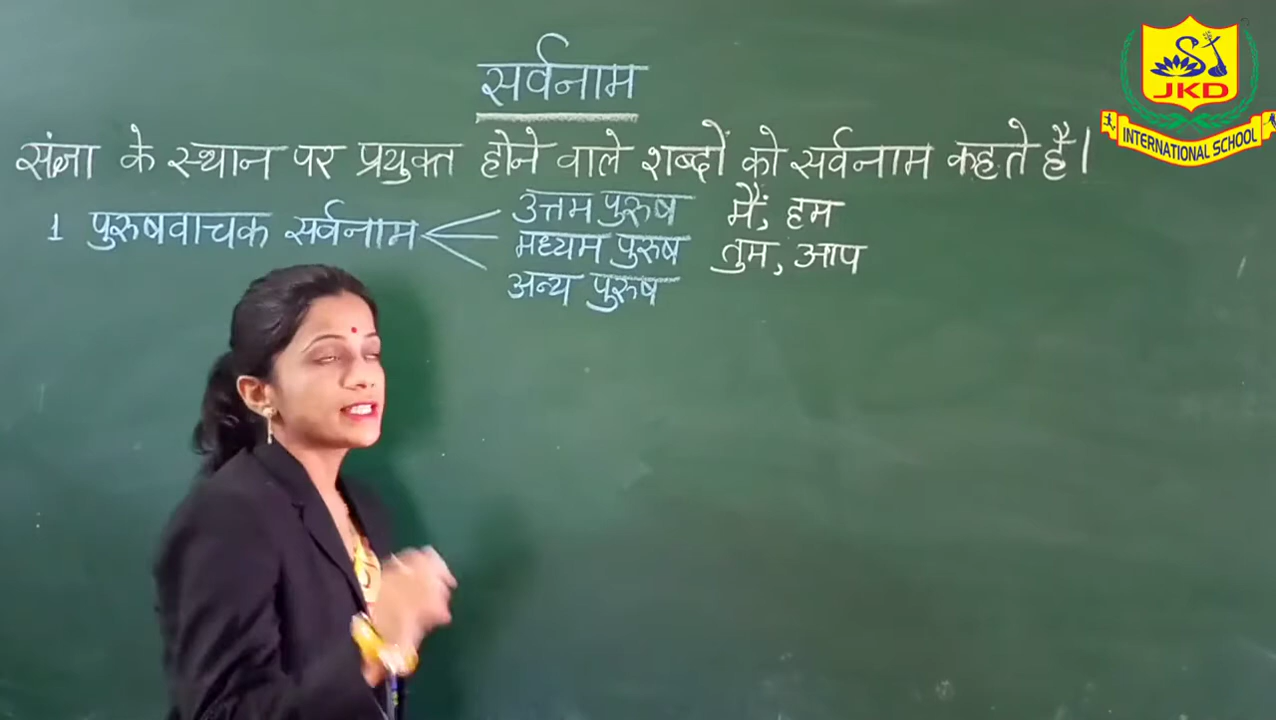 सर्वनाम
संज्ञा के स्थान पर प्रयुक्त होने वाले शब्दों को सर्वनाम कहते हैं।
1 पुरुषवाचक सर्वनाम
उत्तम पुरुष मैं, हम
मध्यम पुरुष तुम, आप
अन्य पुरुष
JKD
INTERNATIONAL SCHOOL